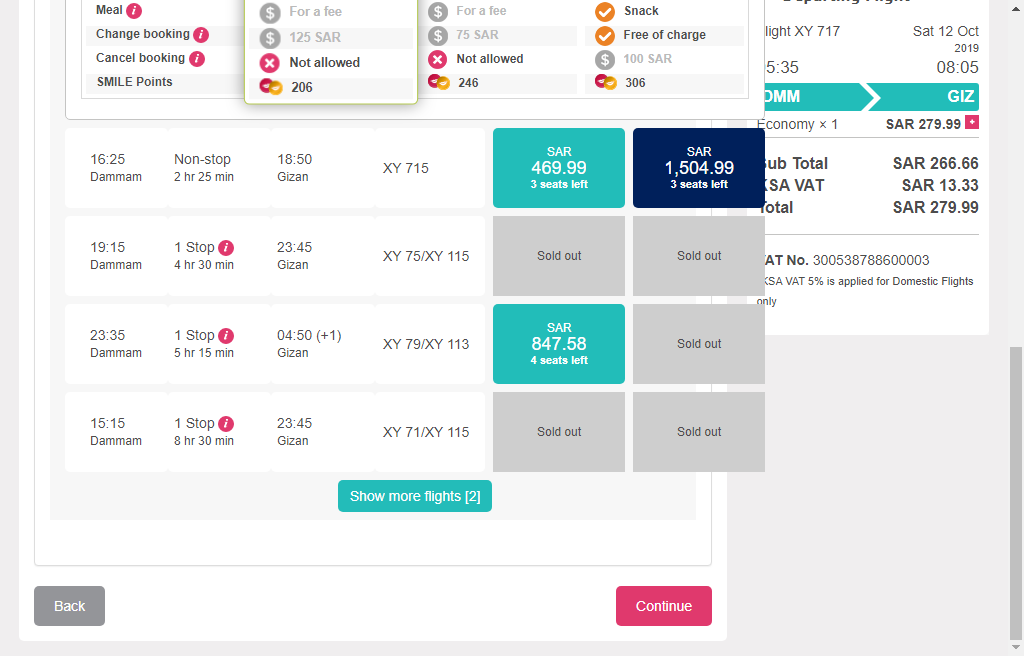 Meal
Change booking
Cancel booking
SMILE Points
For a fee
125 SAR
Not allowed
206
For a fee
75 SAR
Not allowed
246
Snack
Free of charge
100 SAR
306
16:25
Dammam
Non-stop
2 hr 25 min
18:50
Gizan
XY 715
SAR
469.99
3 seats left
SAR
1,504.99
3 seats left
19:15
Dammam
1 Stop
4 hr 30 min
23:45
Gizan
XY 75/XY 115
Sold out
Sold out
23:35
Dammam
1 Stop
5 hr 15 min
04:50 (+1)
Gizan
XY 79/XY 113
SAR
847.58
4 seats left
Sold out
15:15
Dammam
1 Stop
8 hr 30 min
23:45
Gizan
XY 71/XY 115
Sold out
Sold out
Show more flights [2]
Back
Continue
light XY 717
Sat 12 Oct
2019
5:35
08:05
DMM
GIZ
Economy × 1
SAR 279.99
Sub Total
SAR 266.66
KSA VAT
SAR 13.33
Total
SAR 279.99
VAT No. 300538788600003
KSA VAT 5% is applied for Domestic Flights
only